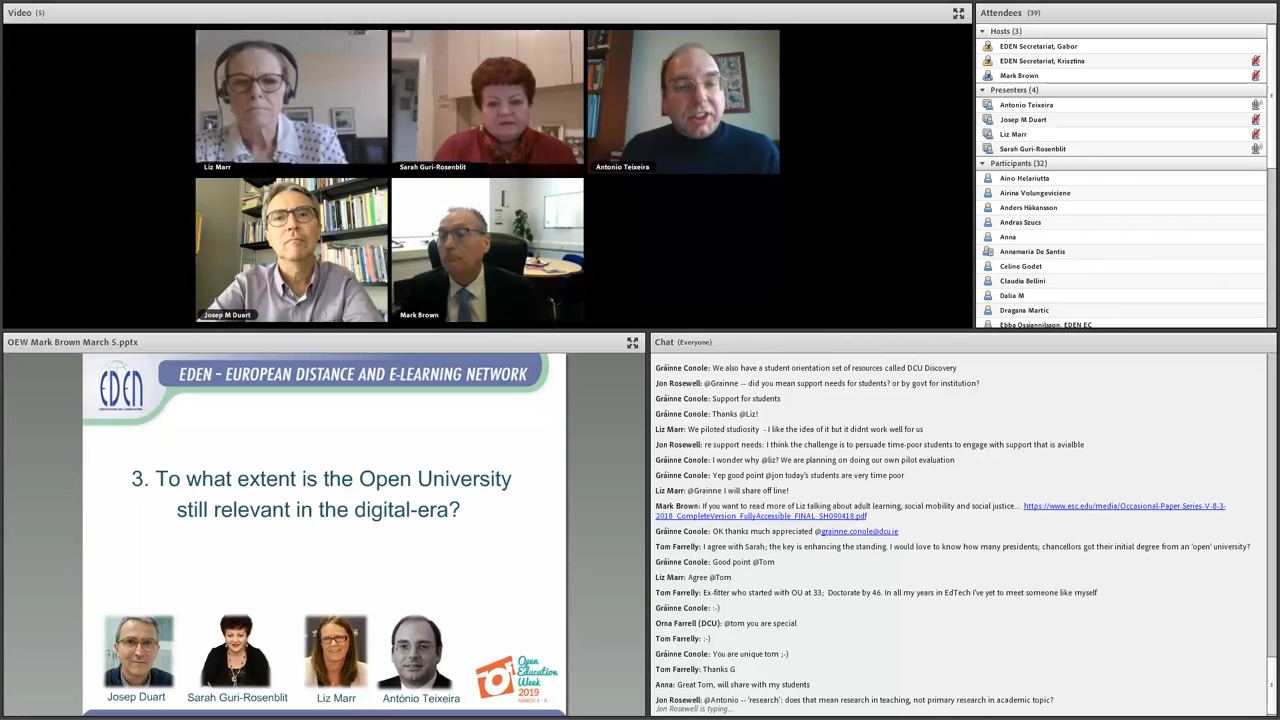 Video (5)
Liz Marr
Sarah Guri-Rosenblit
Antonio Teixeira
Josep M Duart
Mark Brown
Attendees (39)
Hosts (3)
EDEN Secretariat, Gabor
EDEN Secretariat, Krisztina
Mark Brown
Presenters (4)
Antonio Teixeira
Josep M Duart
Liz Marr
Sarah Guri-Rosenblit
Participants (32)
Aino Helariutta
Airina Volungeviciene
Anders Håkansson
Andras Szucs
Anna
Annamaria De Santis
Celine Godet
Claudia Bellini
Dalia M
Dragana Martic
Ebba Ossiannilsson, EDEN EC
OEW Mark Brown March 5.pptx
EDEN
EDEN - EUROPEAN DISTANCE AND E-LEARNING NETWORK
3. To what extent is the Open University
still relevant in the digital-era?
Josep Duart
Sarah Guri-Rosenblit
Liz Marr
António Teixeira
Open
Education
Week
2019
MARCH 4 - 8
Chat (Everyone)
Gráinne Conole: We also have a student orientation set of resources called DCU Discovery
Jon Rosewell: @Grainne -- did you mean support needs for students? or by govt for institution?
Gráinne Conole: Support for students
Gráinne Conole: Thanks @Liz!
Liz Marr: We piloted studiosity - I like the idea of it but it didnt work well for us
Jon Rosewell: re support needs: I think the challenge is to persuade time-poor students to engage with support that is avialble
Gráinne Conole: I wonder why @liz? We are planning on doing our own pilot evaluation
Gráinne Conole: Yep good point @jon today's students are very time poor
Liz Marr: @Grainne I will share off line!
Mark Brown: If you want to read more of Liz talking about adult learning, social mobility and social justice... https://www.esc.edu/media/Occasional-Paper-Series-V-8-3-
2018_CompleteVersion_FullyAccessible_FINAL_SH090418.pdf
Gráinne Conole: OK thanks much appreciated @grainne.conole@dcu.ie
Tom Farrelly: I agree with Sarah; the key is enhancing the standing. I would love to know how many presidents; chancellors got their initial degree from an 'open' university?
Gráinne Conole: Good point @Tom
Liz Marr: Agree @Tom
Tom Farrelly: Ex-fitter who started with OU at 33; Doctorate by 46. In all my years in EdTech I've yet to meet someone like myself
Gráinne Conole: :-)
Orna Farrell (DCU): @tom you are special
Tom Farrelly: :-)
Gráinne Conole: You are unique tom ;-)
Tom Farrelly: Thanks G
Anna: Great Tom, will share with my students
Jon Rosewell: @Antonio -- 'research': does that mean research in teaching, not primary research in academic topic?
Jon Rosewell is typing...